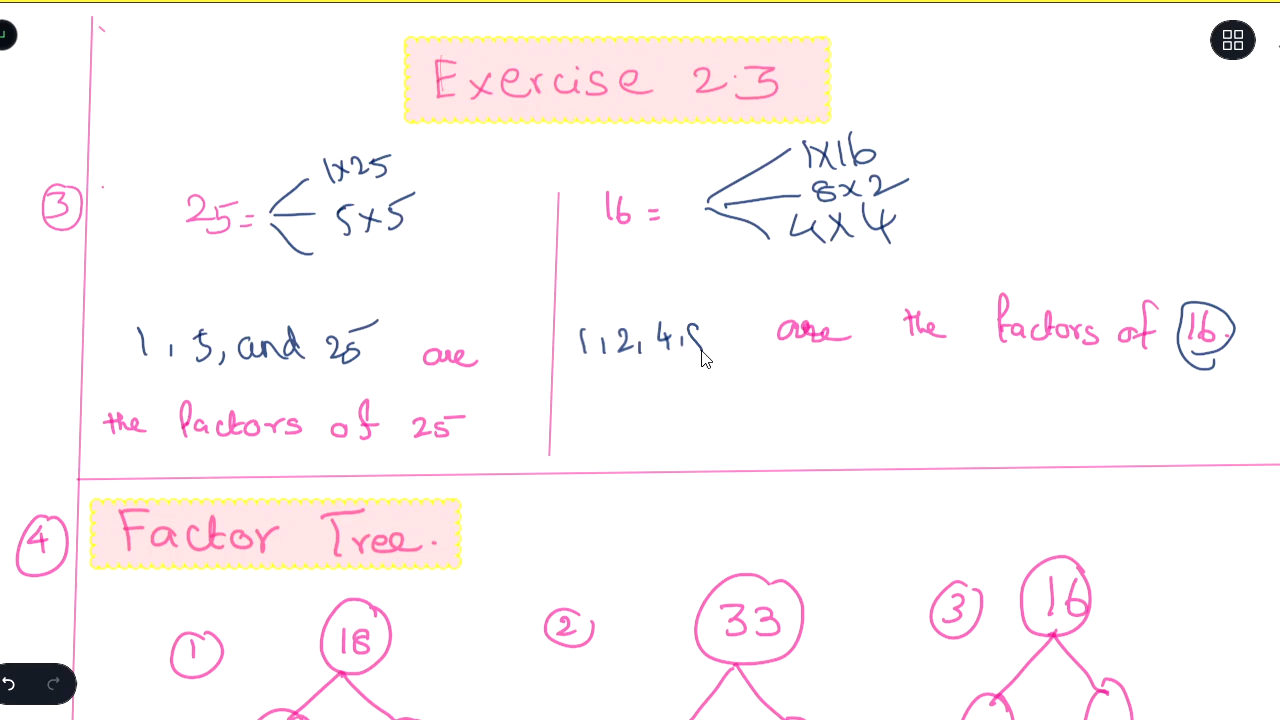 Exercise 2.3
3
25 =
1x25
5x5
16 =
1x16
8x2
4x4
1, 5, and 25 are
the factors of 25
1, 2, 4, are the factors of 16.
4
Factor Tree.
1 18
2 33
3 16